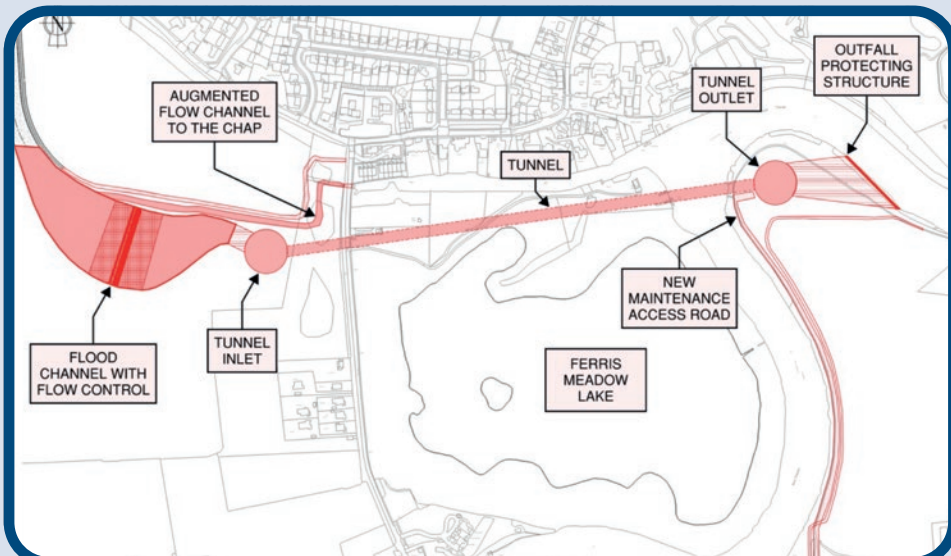 N
AUGMENTED
FLOW CHANNEL
TO THE CHAP
TUNNEL
TUNNEL
OUTLET
OUTFALL
PROTECTING
STRUCTURE
FLOOD
CHANNEL WITH
FLOW CONTROL
TUNNEL
INLET
FERRIS
MEADOW
LAKE
NEW
MAINTENANCE
ACCESS ROAD